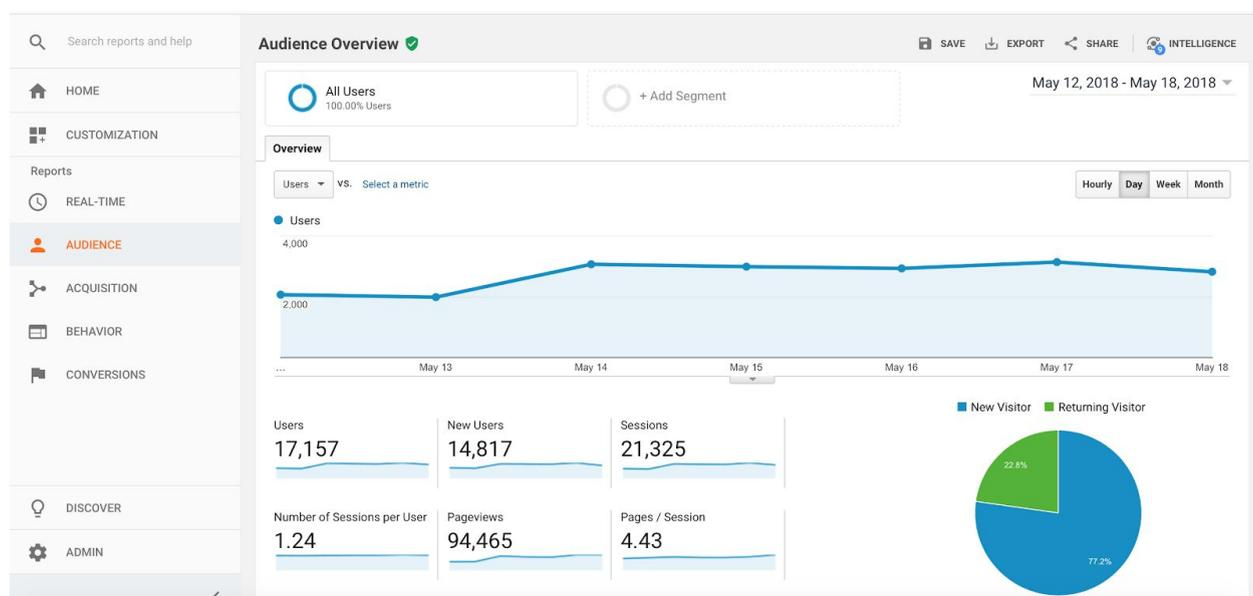 Search reports and help
HOME
CUSTOMIZATION
Reports
REAL-TIME
AUDIENCE
ACQUISITION
BEHAVIOR
CONVERSIONS
DISCOVER
ADMIN
Audience Overview
SAVE EXPORT SHARE 9 INTELLIGENCE
All Users
100.00% Users
+ Add Segment
May 12, 2018 - May 18, 2018
Overview
Users VS. Select a metric
Hourly Day Week Month
Users
4,000
2,000
... May 13 May 14 May 15 May 16 May 17 May 18
New Visitor Returning Visitor
Users New Users Sessions
17,157 14,817 21,325
Number of Sessions per User Pageviews Pages / Session
1.24 94,465 4.43
22.8%
77.2%